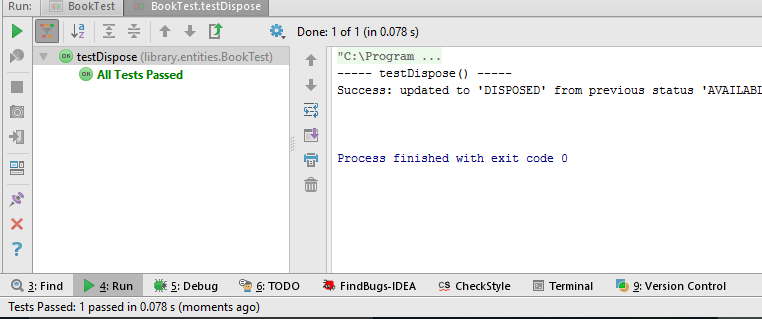 Run: BookTest BookTest.testDispose
Done: 1 of 1 (in 0.078 s)
testDispose (library.entities.BookTest)
OK All Tests Passed
"C:\Program ...
----- testDispose() -----
Success: updated to 'DISPOSED' from previous status 'AVAILABL
Process finished with exit code 0
3: Find 4: Run 5: Debug 6: TODO FindBugs-IDEA CS CheckStyle Terminal 9: Version Control
Tests Passed: 1 passed in 0.078 s (moments ago)